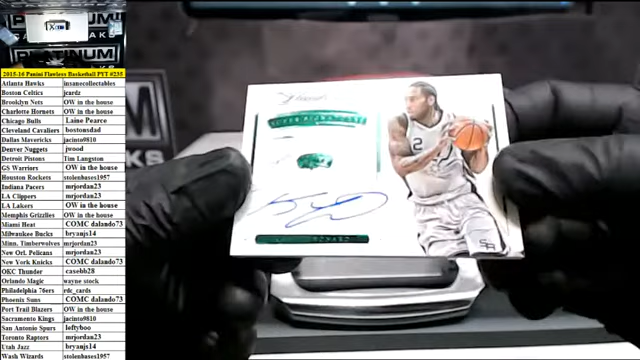 2015-16 Panini Flawless Basketball PYT #235
Atlanta Hawks insanecollectables
Boston Celtics jcardz
Brooklyn Nets OW in the house
Charlotte Hornets OW in the house
Chicago Bulls Laine Pearce
Cleveland Cavaliers bostonsdad
Dallas Mavericks jacinto9810
Denver Nuggets jwood
Detroit Pistons Tim Langston
GS Warriors OW in the house
Houston Rockets stolenbases1957
Indiana Pacers mrjordan23
LA Clippers mrjordan23
LA Lakers OW in the house
Memphis Grizzlies OW in the house
Miami Heat COMC dalando73
Milwaukee Bucks bryanjs14
Minn. Timberwolves mrjordan23
New Orl. Pelicans mrjordan23
New York Knicks COMC dalando73
OKC Thunder casebb28
Orlando Magic wayne stock
Philadelphia 76ers rdc_cards
Phoenix Suns COMC dalando73
Port Trail Blazers OW in the house
Sacramento Kings jacinto9810
San Antonio Spurs leftyboo
Toronto Raptors mrjordan23
Utah Jazz bryanjs14
Wash Wizards stolenbases1957
2